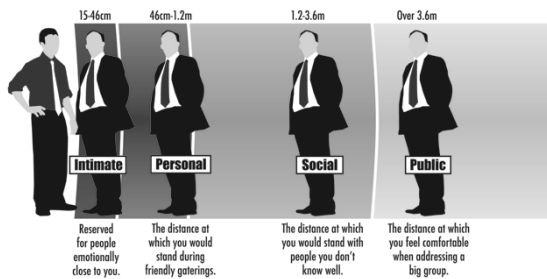 15-46cm
46cm-1.2m
1.2-3.6m
Over 3.6m
Intimate
Personal
Social
Public
Reserved
for people
emotionally
close to you.
The distance at
which you would
stand during
friendly gaterings.
The distance at which
you would stand with
people you don't
know well.
The distance at which
you feel comfortable
when addressing a
big group.